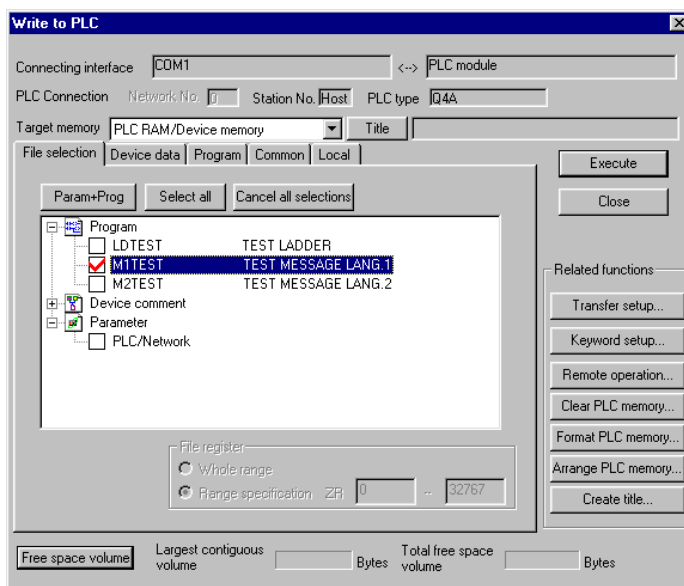 Write to PLC
Connecting interface COM1 <--> PLC module
PLC Connection Network No. 0 Station No. Host PLC type Q4A
Target memory PLC RAM/Device memory Title
File selection Device data Program Common Local
Execute
Param+Prog Select all Cancel all selections
Close
Program
LDTEST TEST LADDER
M1TEST TEST MESSAGE LANG.1
M2TEST TEST MESSAGE LANG.2
Device comment
Parameter
PLC/Network
Related functions
Transfer setup...
Keyword setup...
Remote operation...
Clear PLC memory...
Format PLC memory...
Arrange PLC memory...
Create title...
File register
Whole range
Range specification ZR 0 -- 32767
Free space volume
Largest contiguous
volume Bytes
Total free space
volume Bytes